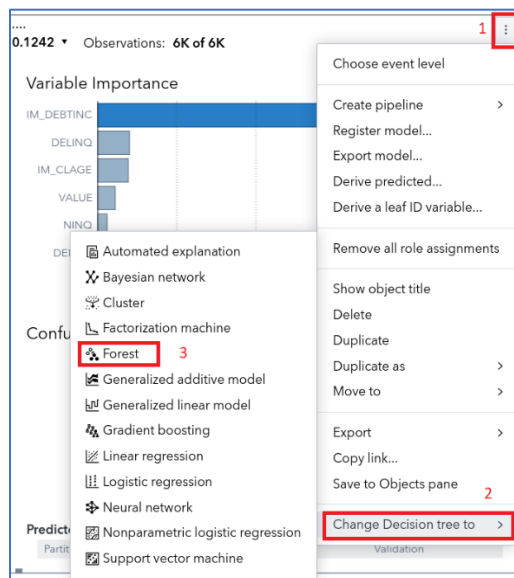 ....
0.1242 ▾ Observations: 6K of 6K
1
Variable Importance
IM_DEBTINC
DELINQ
IM_CLAGE
VALUE
NINQ
DE
Confu
Predict
Partit
Validation
Choose event level
Create pipeline >
Register model...
Export model...
Derive predicted...
Derive a leaf ID variable...
Remove all role assignments
Show object title
Delete
Duplicate
Duplicate as >
Move to >
Export >
Copy link...
Save to Objects pane
2
Change Decision tree to >
Automated explanation
Bayesian network
Cluster
Factorization machine
Forest 3
Generalized additive model
Generalized linear model
Gradient boosting
Linear regression
Logistic regression
Neural network
Nonparametric logistic regression
Support vector machine